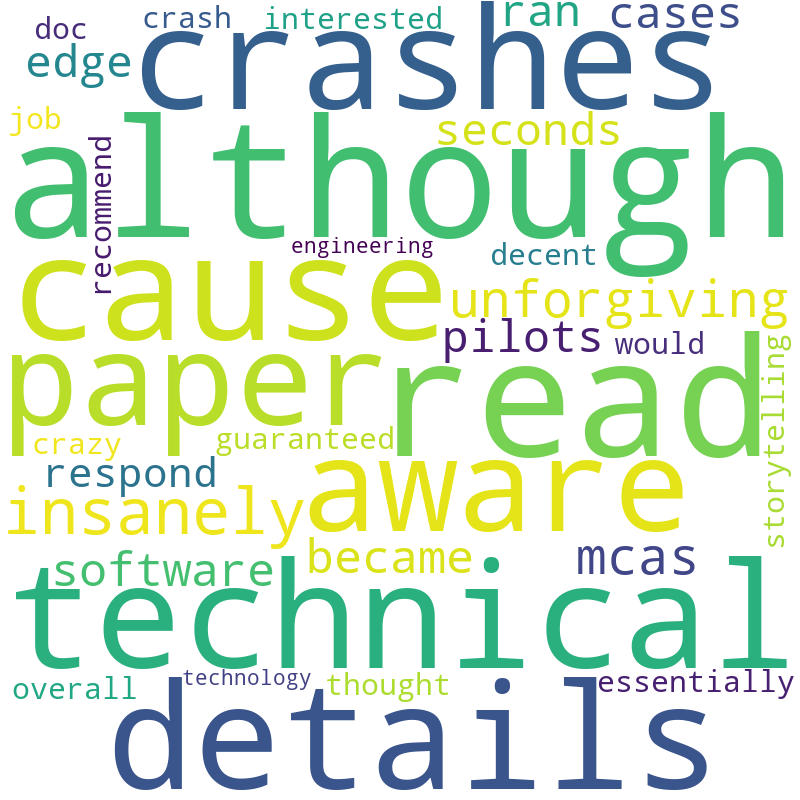 doc crash interested ran cases
edge crashes
job seconds
although
recommend
engineering decent
cause unforgiving
pilots would
paper read
storytelling
crazy guaranteed
respond aware
insanely
software became mcas
technical
overall technology thought essentially
details